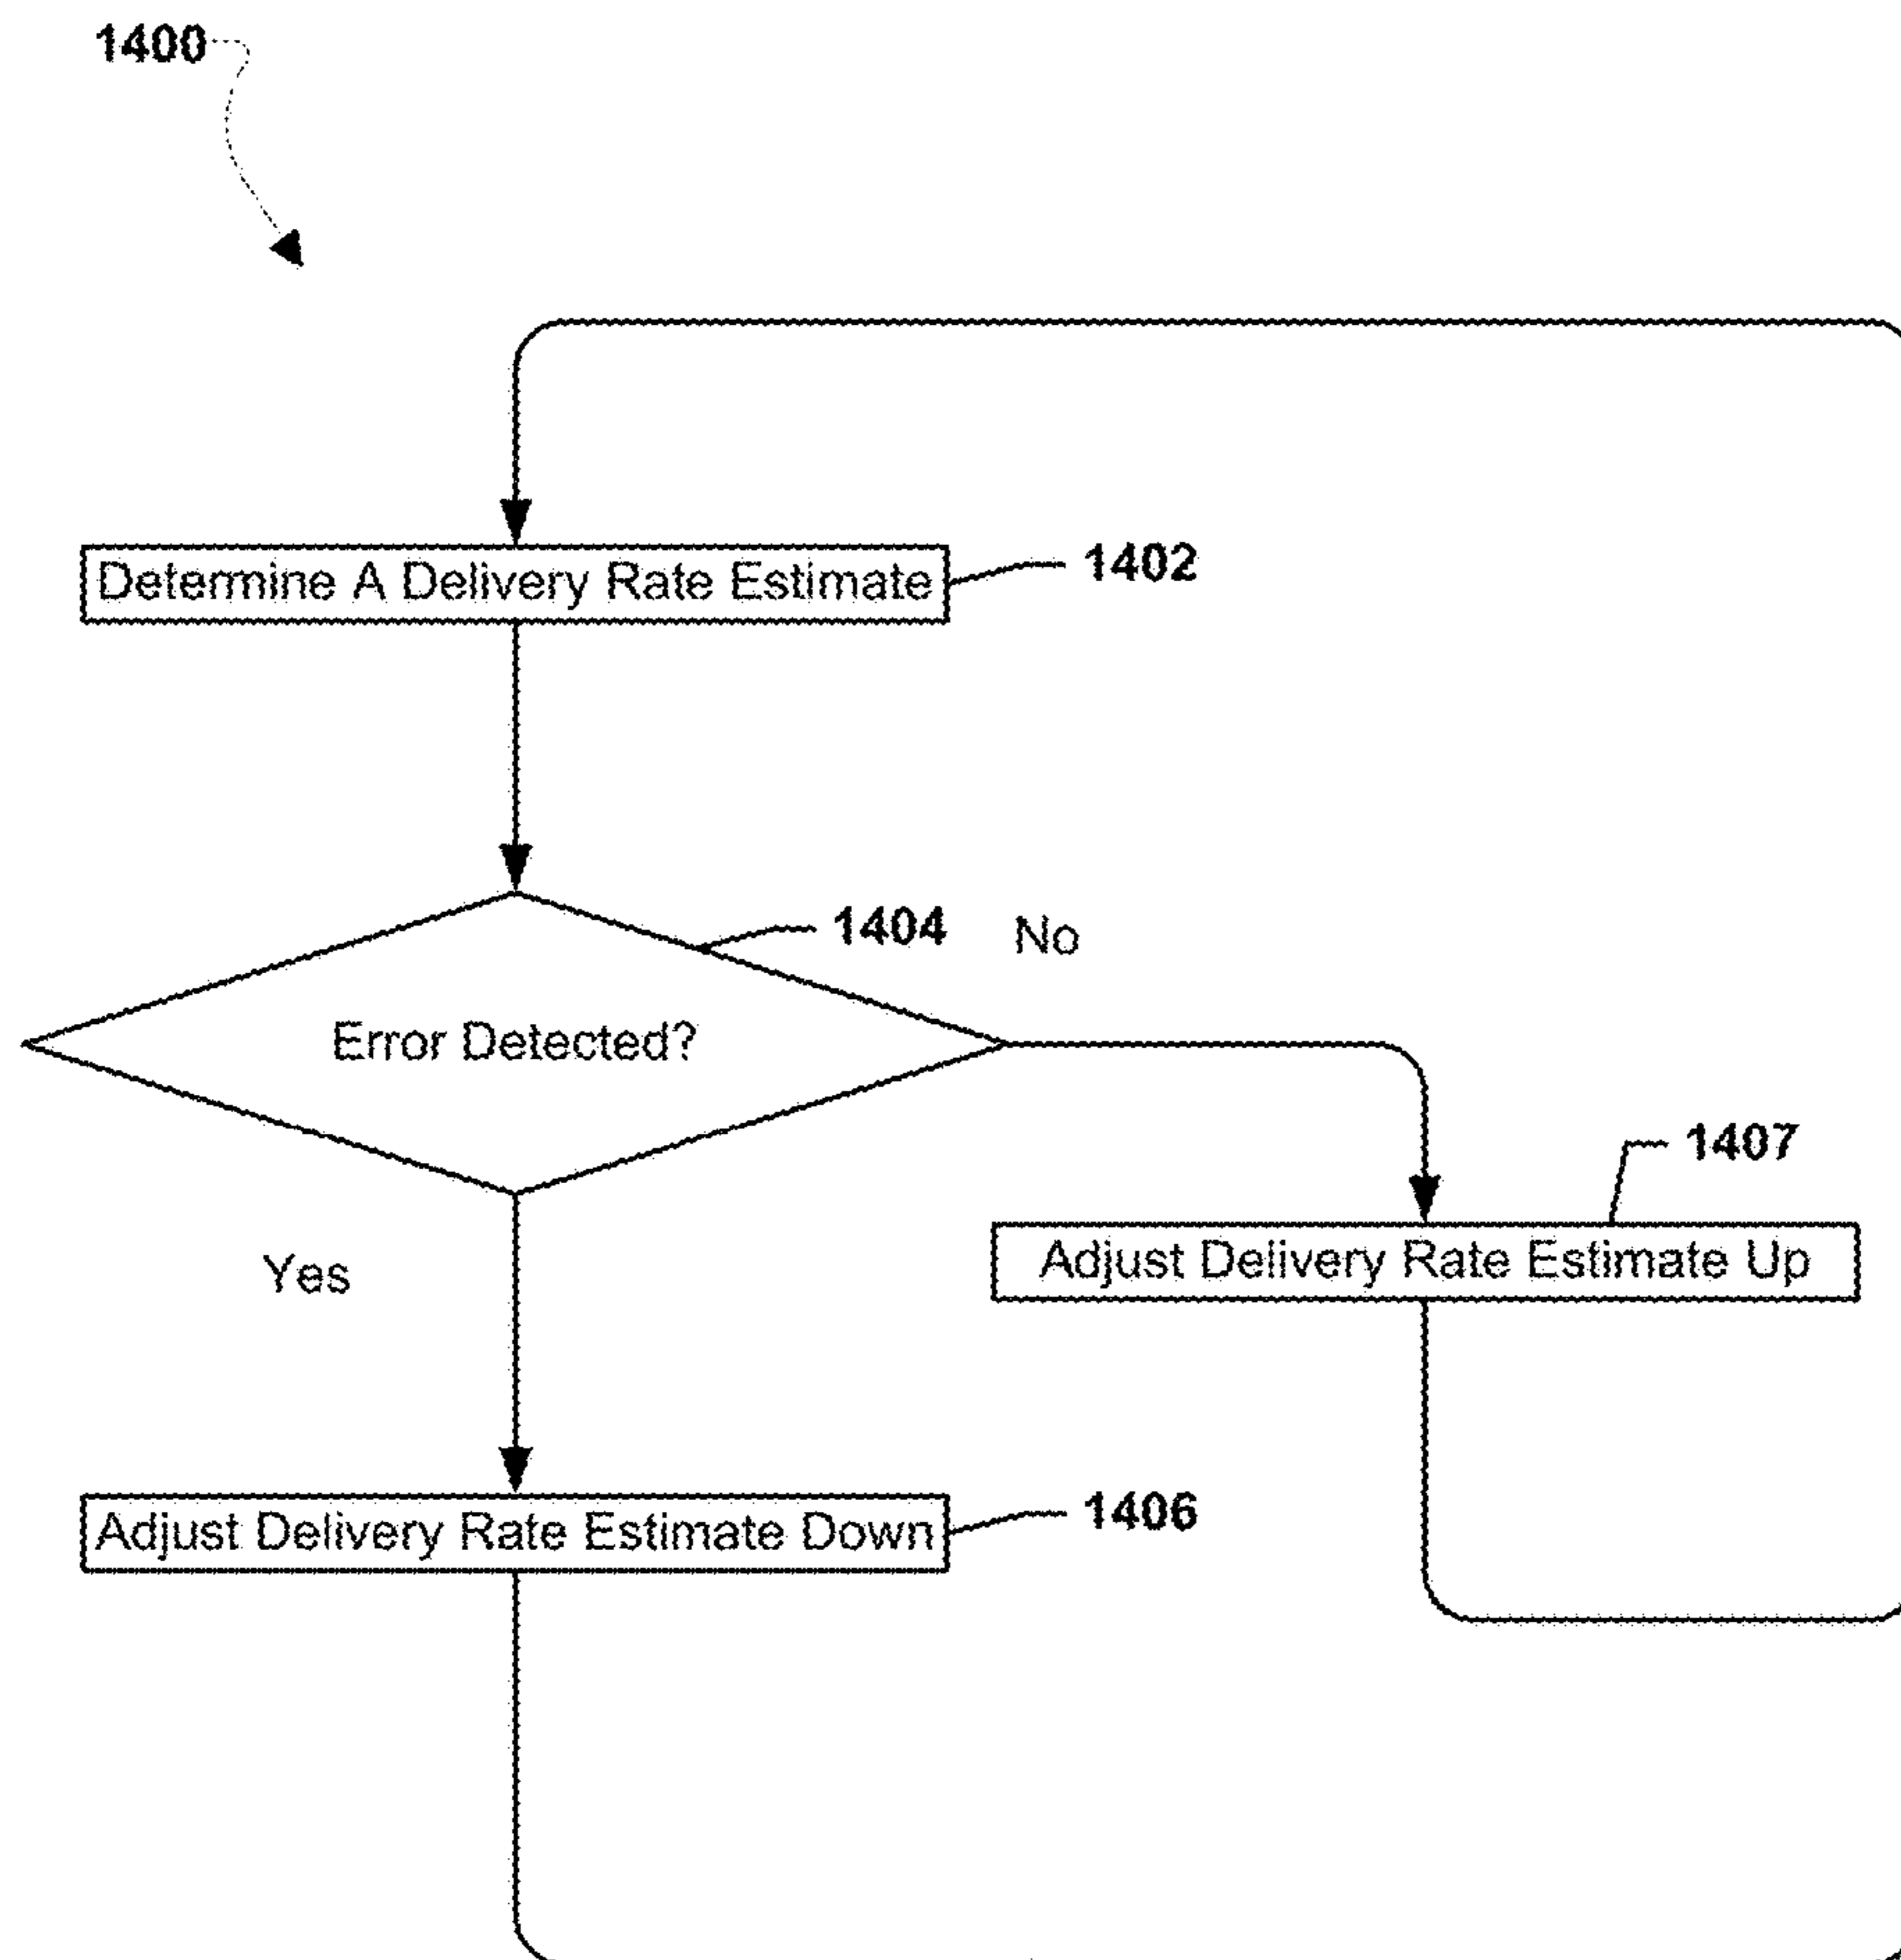 1400
Determine A Delivery Rate Estimate
1402
1404
No
Error Detected?
1407
Adjust Delivery Rate Estimate Up
Yes
Adjust Delivery Rate Estimate Down
1406